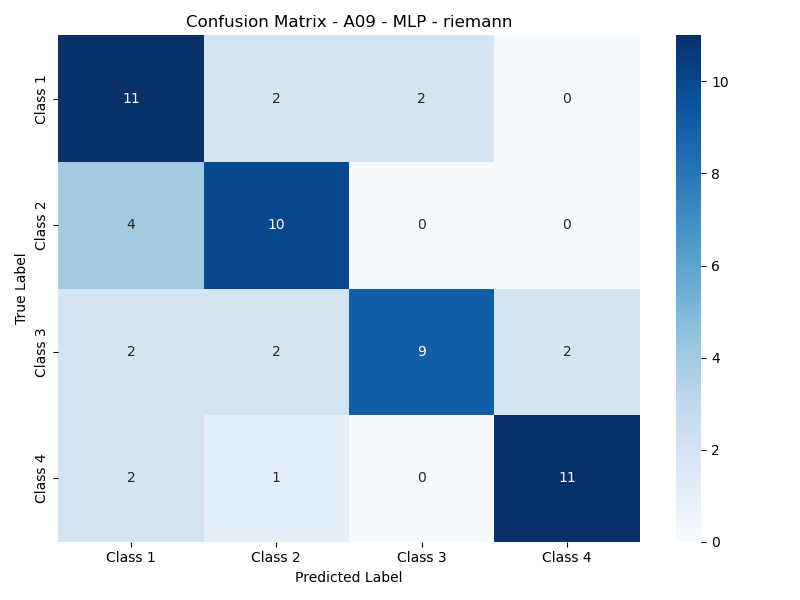 Confusion Matrix - A09 - MLP - riemann
True Label
Class 1
11 2 2 0
Class 2
4 10 0 0
Class 3
2 2 9 2
Class 4
2 1 0 11
Class 1 Class 2 Class 3 Class 4
Predicted Label
10
8
6
4
2
0